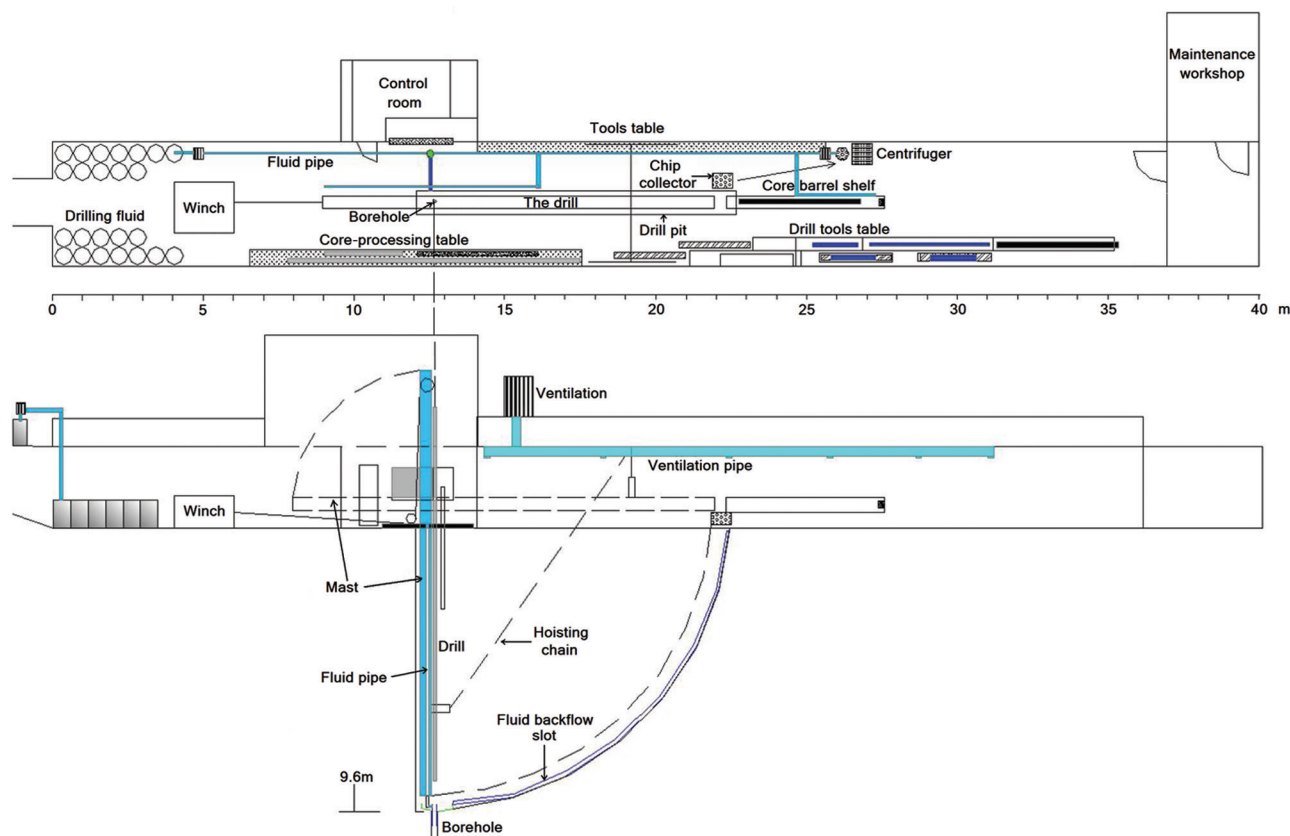 Maintenance
workshop
Control
room
Tools table
Fluid pipe
Chip
collector
Centrifuger
Core barrel shelf
Winch
The drill
Borehole
Drill pit
Drilling fluid
Core-processing table
Drill tools table
0 5 10 15 20 25 30 35 40 m
Ventilation
Ventilation pipe
Winch
Mast
Drill
Hoisting
chain
Fluid pipe
Fluid backflow
slot
9.6m
Borehole